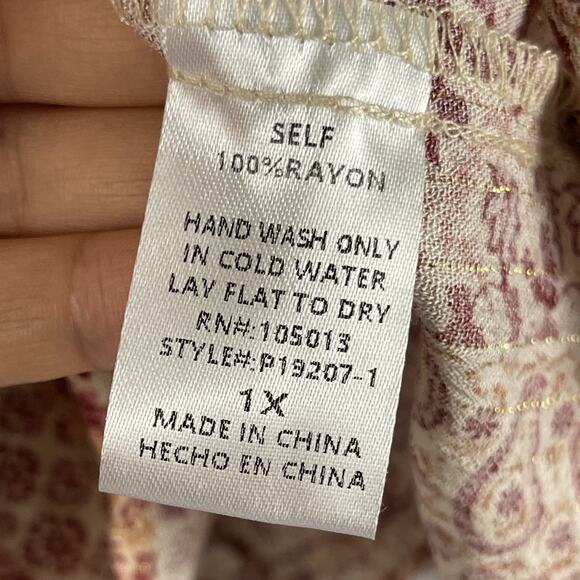 SELF
100%RAYON
HAND WASH ONLY
IN COLD WATER
LAY FLAT TO DRY
RN#:105013
STYLE#:P19207-1
1X
MADE IN CHINA
HECHO EN CHINA